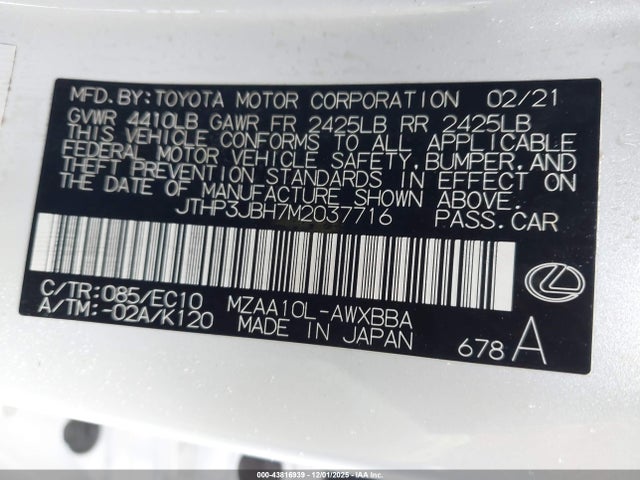 MFD.BY:TOYOTA MOTOR CORPORATION 02/21
GVWR 4410LB GAWR FR 2425LB RR 2425LB
THIS VEHICLE CONFORMS TO ALL APPLICABLE
FEDERAL MOTOR VEHICLE SAFETY,BUMPER,AND
THEFT PREVENTION STANDARDS IN EFFECT ON
THE DATE OF MANUFACTURE SHOWN ABOVE.
JTHP3JBH7M2037716 PASS.CAR
C/TR:085/EC10 MZAA10L-AWXBBA
A/TM:-02A/K120 MADE IN JAPAN
678 A
000-43816939 - 12/01/2025 - Copyright IAA, Inc.